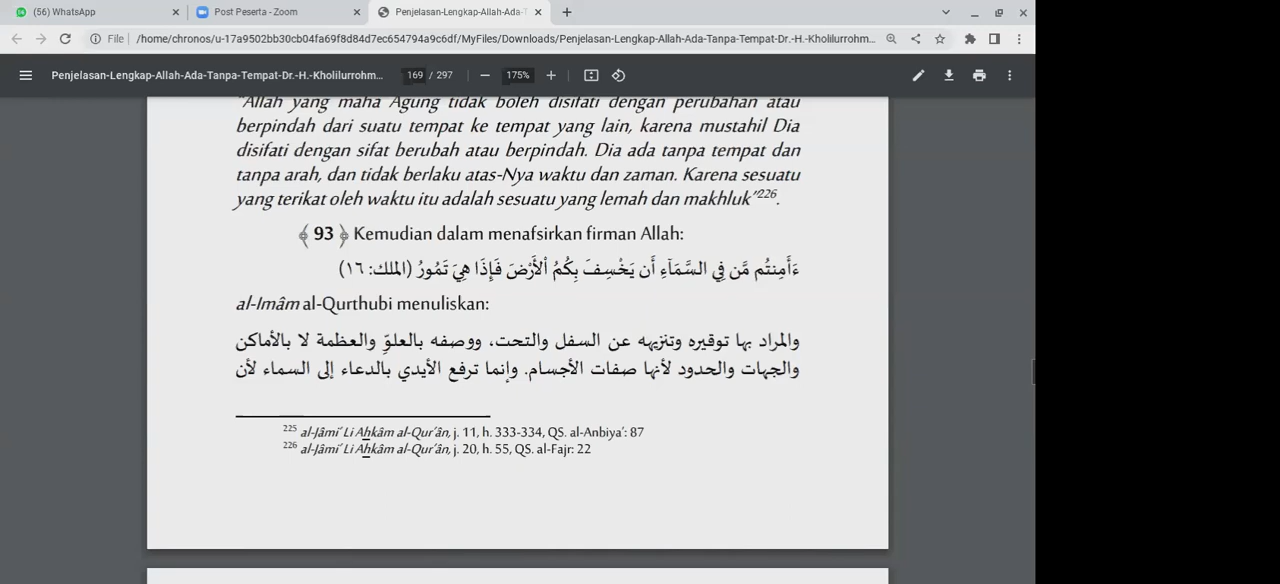 (56) WhatsApp
Post Peserta - Zoom
Penjelasan-Lengkap-Allah-Ada-T
File
/home/chronos/u-17a9502bb30cb04fa69f8d84d7ec654794a9c6df/MyFiles/Downloads/Penjelasan-Lengkap-Allah-Ada-Tanpa-Tempat-Dr.-H.-Kholilurrohm...
Penjelasan-Lengkap-Allah-Ada-Tanpa-Tempat-Dr.-H.-Kholilurrohm...
169 / 297
175%
"Allah yang maha Agung tidak boleh disifati dengan perubahan atau
berpindah dari suatu tempat ke tempat yang lain, karena mustahil Dia
disifati dengan sifat berubah atau berpindah. Dia ada tanpa tempat dan
tanpa arah, dan tidak berlaku atas-Nya waktu dan zaman. Karena sesuatu
yang terikat oleh waktu itu adalah sesuatu yang lemah dan makhluk"226.
﴾ 93 ﴿ Kemudian dalam menafsirkan firman Allah:
ءَأَمِنتُم مَّن فِي السَّمَآءِ أَن يَخْسِفَ بِكُمُ الْأَرْضَ فَإِذَا هِيَ تَمُورُ (الملك: ١٦)
al-Imâm al-Qurthubi menuliskan:
والمراد بها توقيره وتنزيهه عن السفل والتحت، ووصفه بالعلوّ والعظمة لا بالأماكن
والجهات والحدود لأنها صفات الأجسام. وإنما ترفع الأيدي بالدعاء إلى السماء لأن
225 al-Jâmi' Li Ahkâm al-Qur'ân, j. 11, h. 333-334, QS. al-Anbiya': 87
226 al-Jâmi' Li Ahkâm al-Qur'ân, j. 20, h. 55, QS. al-Fajr: 22